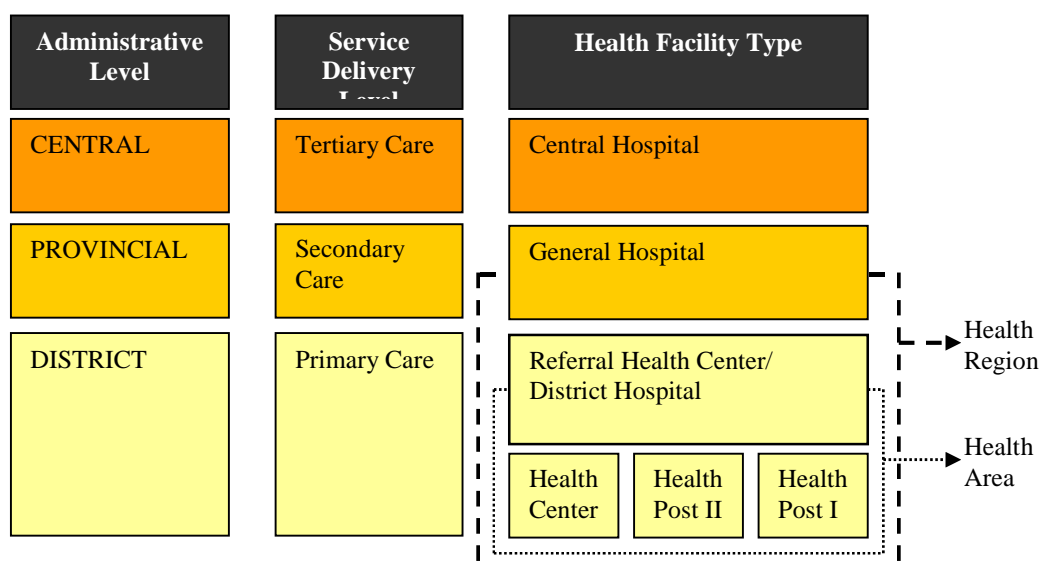 Administrative
Level
Service
Delivery
Level
Health Facility Type
CENTRAL
Tertiary Care
Central Hospital
PROVINCIAL
Secondary
Care
General Hospital
DISTRICT
Primary Care
Referral Health Center/
District Hospital
Health
Center
Health
Post II
Health
Post I
Health
Region
Health
Area